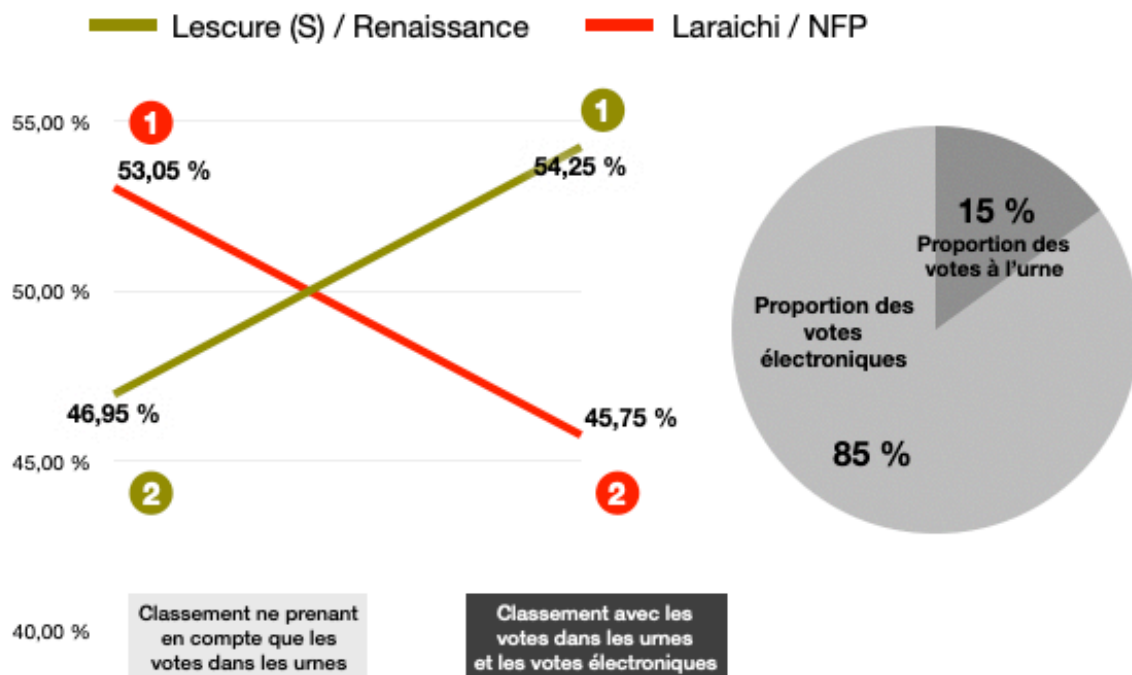 Lescure (S) / Renaissance
Laraichi / NFP
55,00 %
50,00 %
45,00 %
40,00 %
1
53,05 %
1
54,25 %
46,95 %
2
45,75 %
2
Classement ne prenant
en compte que les
votes dans les urnes
Classement avec les
votes dans les urnes
et les votes électroniques
15 %
Proportion des
votes à l'urne
Proportion des
votes
électroniques
85 %